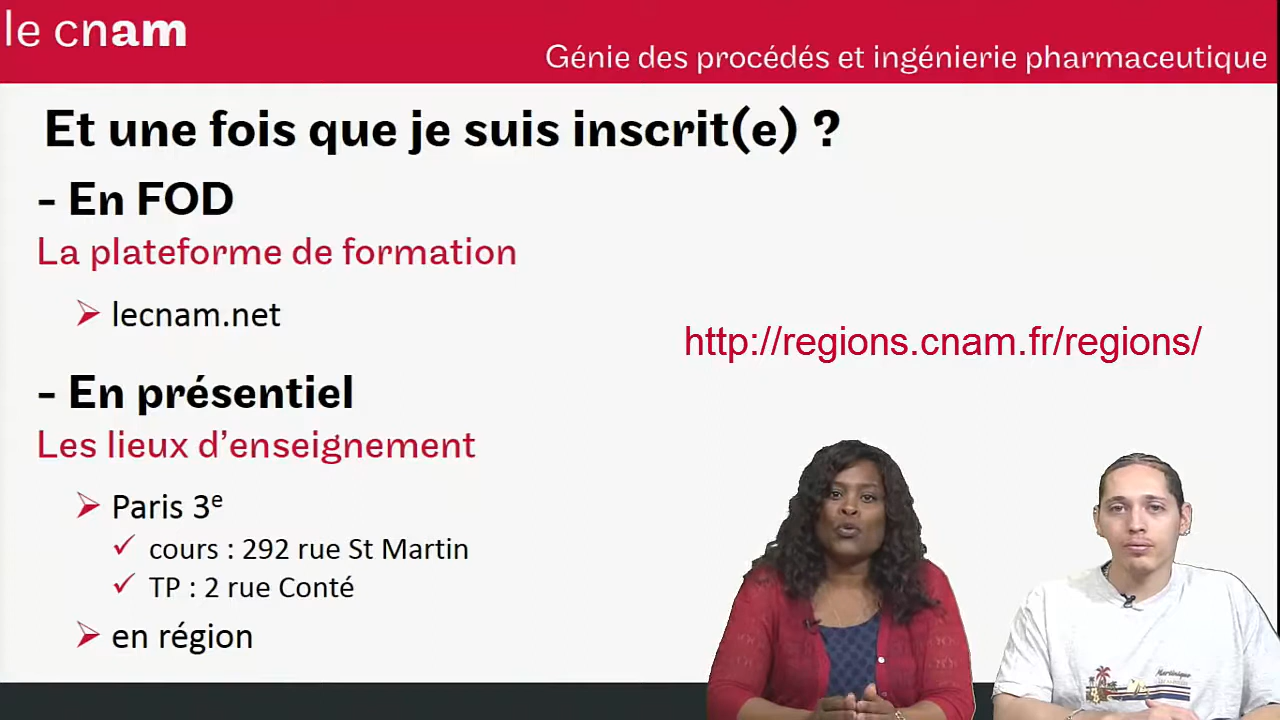 le cnam
Génie des procédés et ingénierie pharmaceutique
Et une fois que je suis inscrit(e) ?
- En FOD
La plateforme de formation
lecnam.net
http://regions.cnam.fr/regions/
- En présentiel
Les lieux d'enseignement
Paris 3e
cours : 292 rue St Martin
TP : 2 rue Conté
en région
Martinique